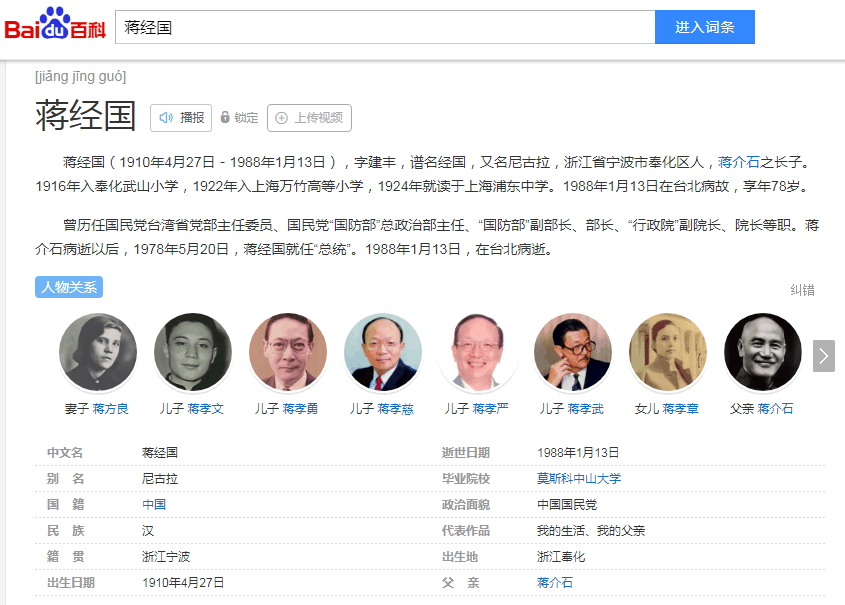 Bai du 百科
蒋经国
进入词条
[jiǎng jīng guó]
蒋经国 播报 锁定 上传视频
蒋经国（1910年4月27日－1988年1月13日），字建丰，谱名经国，又名尼古拉，浙江省宁波市奉化区人，蒋介石之长子。
1916年入奉化武山小学，1922年入上海万竹高等小学，1924年就读于上海浦东中学。1988年1月13日在台北病故，享年78岁。
曾历任国民党台湾省党部主任委员、国民党“国防部”总政治部主任、“国防部”副部长、部长、“行政院”副院长、院长等职。蒋
介石病逝以后，1978年5月20日，蒋经国就任“总统”。1988年1月13日，在台北病逝。
人物关系 纠错
妻子 蒋方良 儿子 蒋孝文 儿子 蒋孝勇 儿子 蒋孝慈 儿子 蒋孝严 儿子 蒋孝武 女儿 蒋孝章 父亲 蒋介石
中文名 蒋经国 逝世日期 1988年1月13日
别 名 尼古拉 毕业院校 莫斯科中山大学
国 籍 中国 政治面貌 中国国民党
民 族 汉 代表作品 我的生活、我的父亲
籍 贯 浙江宁波 出生地 浙江奉化
出生日期 1910年4月27日 父 亲 蒋介石